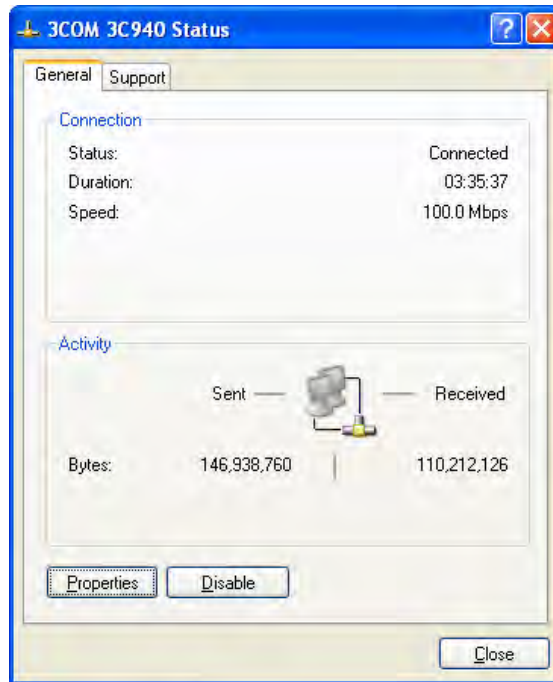 3COM 3C940 Status
General Support
Connection
Status: Connected
Duration: 03:35:37
Speed: 100.0 Mbps
Activity
Sent — Received
Bytes: 146,938,760 110,212,126
Properties Disable
Close